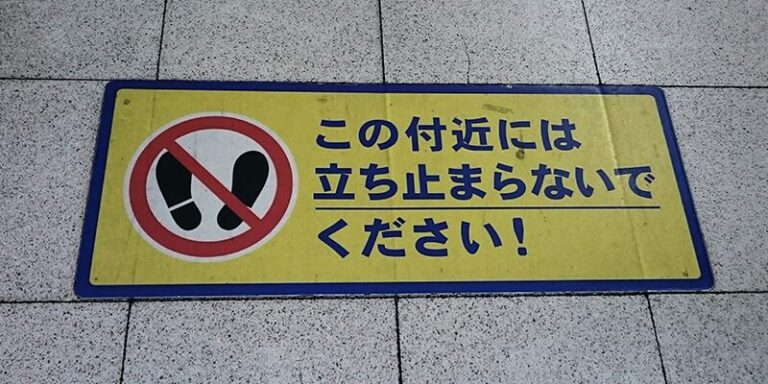 この付近には
立ち止まらないで
ください!